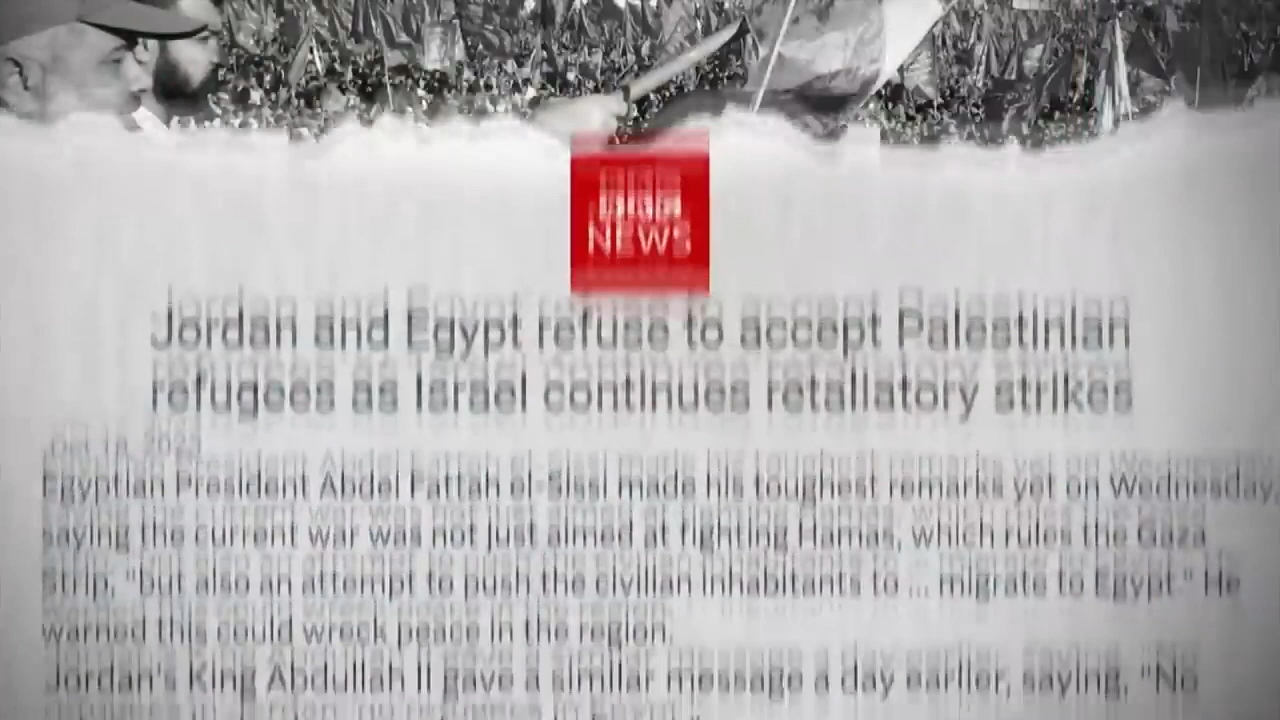 BBC
NEWS
Jordan and Egypt refuse to accept Palestinian
refugees as Israel continues retaliatory strikes
Egyptian President Abdel Fattah el-Sissi made his toughest remarks yet on Wednesday,
saying the current war was not just aimed at fighting Hamas, which rules the Gaza
Strip, "but also an attempt to push the civilian inhabitants to ... migrate to Egypt." He
warned this could wreck peace in the region.
Jordan's King Abdullah II gave a similar message a day earlier, saying, "No